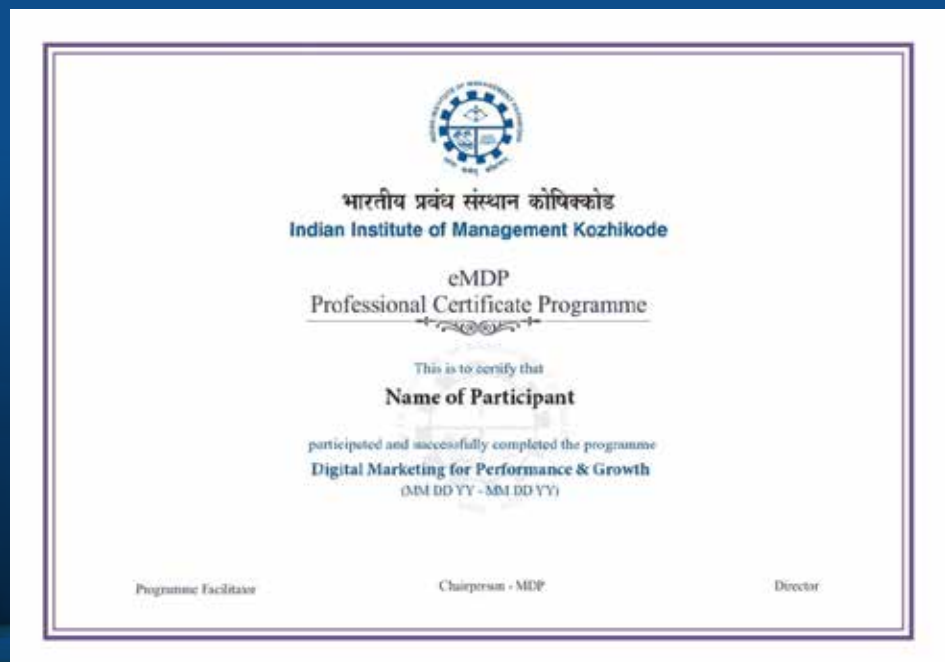 भारतीय प्रबंध संस्थान कोषिक्कोड
Indian Institute of Management Kozhikode
eMDP
Professional Certificate Programme
This is to certify that
Name of Participant
participated and successfully completed the programme
Digital Marketing for Performance & Growth
(MM DD YY - MM DD YY)
Programme Facilitator
Chairperson - MDP
Director